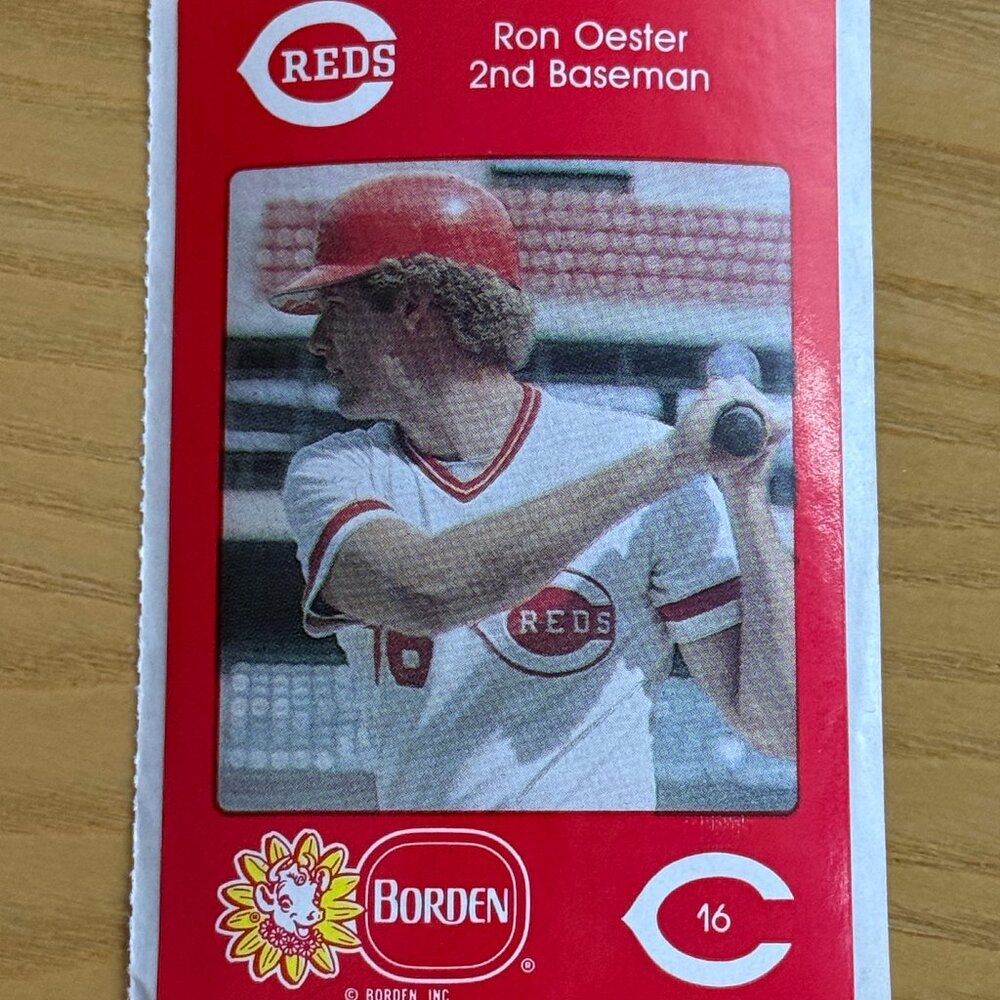 REDS
Ron Oester
2nd Baseman
REDS
16
BORDEN
®
16
© BORDEN, INC